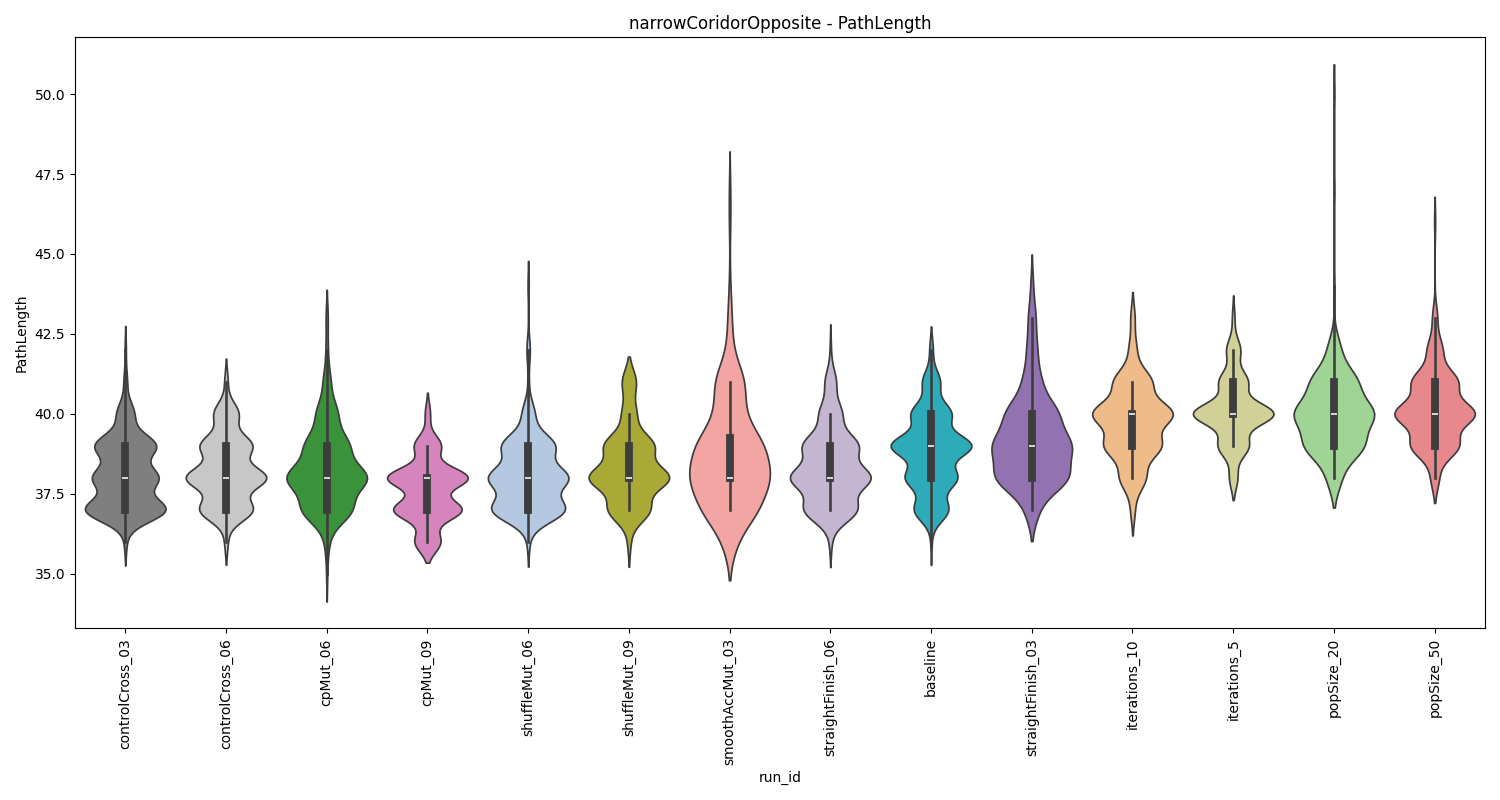 narrowCoridorOpposite - PathLength
PathLength
50.0
47.5
45.0
42.5
40.0
37.5
35.0
controlCross_03
controlCross_06
cpMut_06
cpMut_09
shuffleMut_06
shuffleMut_09
smoothAccMut_03
straightFinish_06
baseline
straightFinish_03
iterations_10
iterations_5
popSize_20
popSize_50
run_id